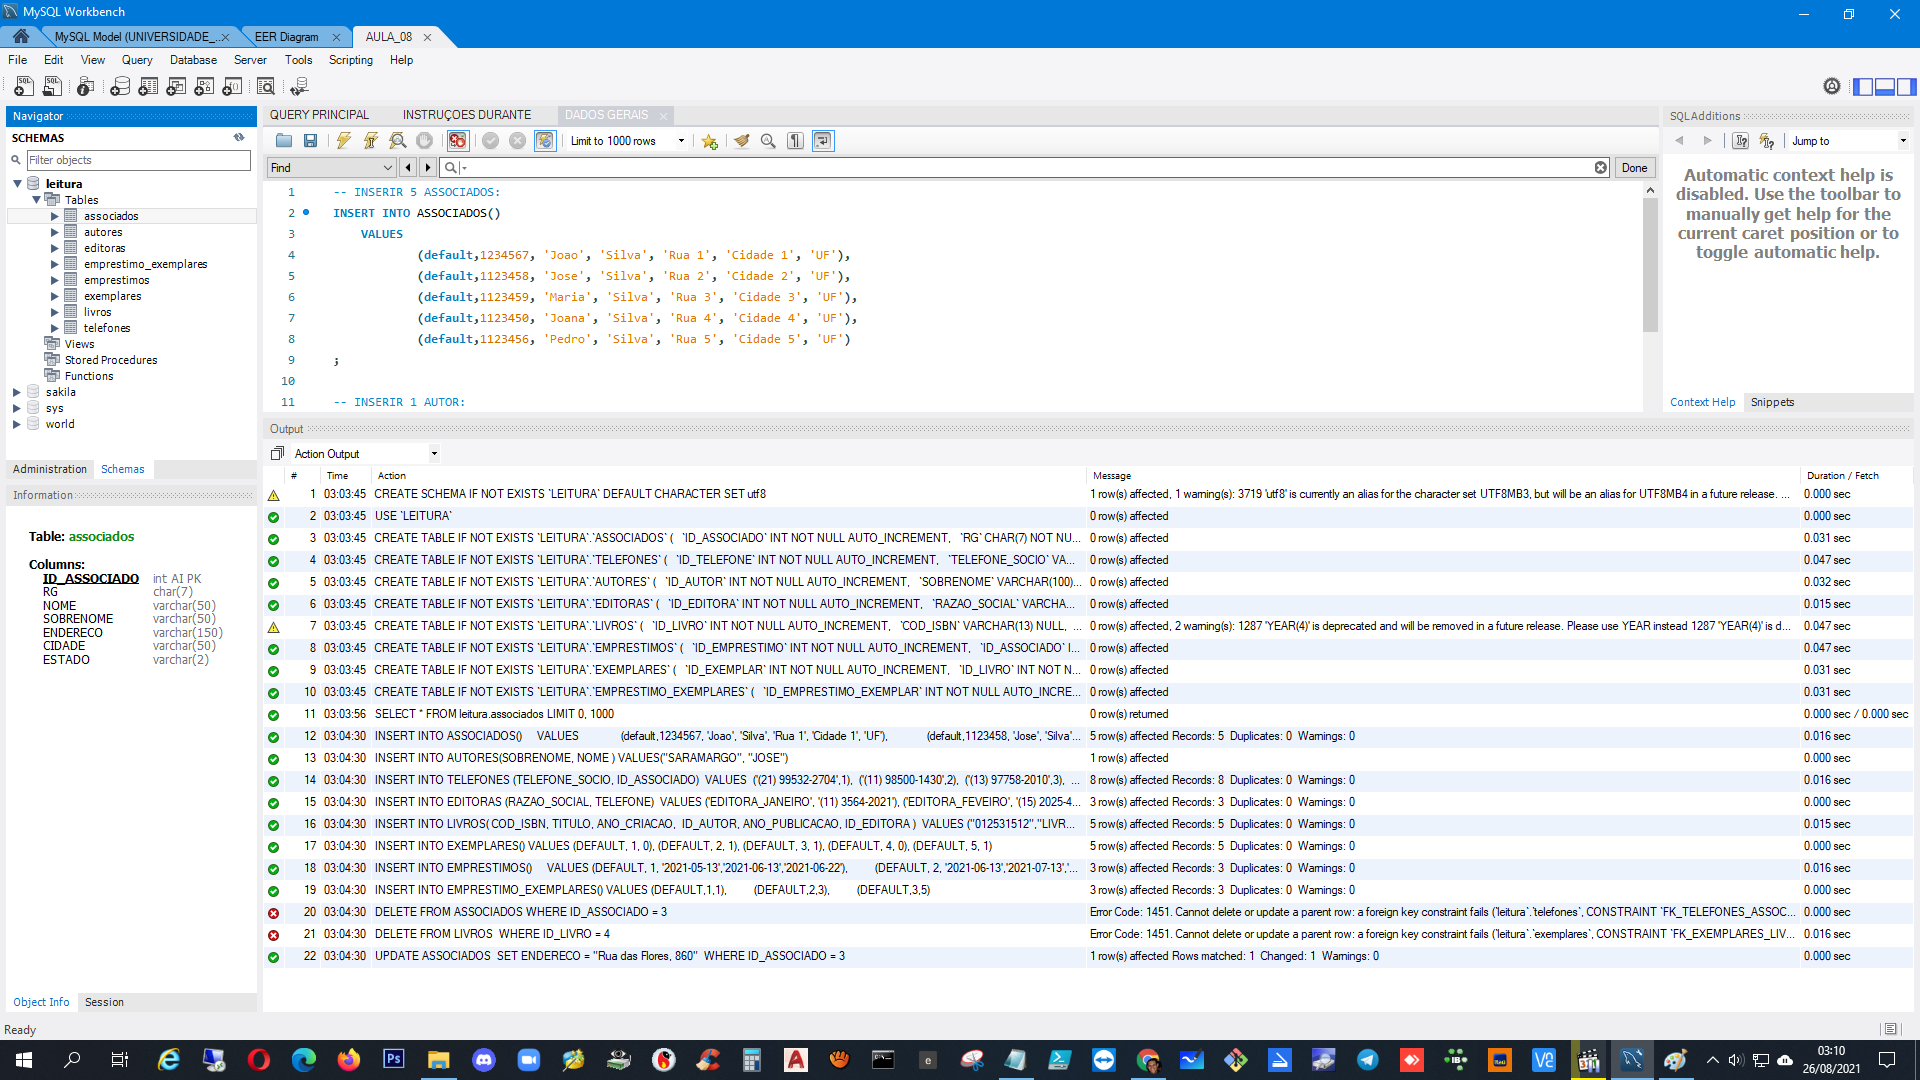 MySQL Workbench
MySQL Model (UNIVERSIDADE_... EER Diagram AULA_08
File Edit View Query Database Server Tools Scripting Help
Navigator
SCHEMAS
Filter objects
leitura
Tables
associados
autores
editoras
emprestimo_exemplares
emprestimos
exemplares
livros
telefones
Views
Stored Procedures
Functions
sakila
sys
world
Administration Schemas
Information
Table: associados
Columns:
ID_ASSOCIADO int AI PK
RG char(7)
NOME varchar(50)
SOBRENOME varchar(50)
ENDERECO varchar(150)
CIDADE varchar(50)
ESTADO varchar(2)
Object Info Session
QUERY PRINCIPAL INSTRUÇOES DURANTE DADOS GERAIS
Limit to 1000 rows
Find Done
1 -- INSERIR 5 ASSOCIADOS:
2 INSERT INTO ASSOCIADOS()
3 VALUES
4 (default,1234567, 'Joao', 'Silva', 'Rua 1', 'Cidade 1', 'UF'),
5 (default,1123458, 'Jose', 'Silva', 'Rua 2', 'Cidade 2', 'UF'),
6 (default,1123459, 'Maria', 'Silva', 'Rua 3', 'Cidade 3', 'UF'),
7 (default,1123450, 'Joana', 'Silva', 'Rua 4', 'Cidade 4', 'UF'),
8 (default,1123456, 'Pedro', 'Silva', 'Rua 5', 'Cidade 5', 'UF')
9 ;
10
11 -- INSERIR 1 AUTOR:
SQLAdditions
Jump to
Automatic context help is
disabled. Use the toolbar to
manually get help for the
current caret position or to
toggle automatic help.
Context Help Snippets
Output
Action Output
# Time Action Message Duration / Fetch
1 03:03:45 CREATE SCHEMA IF NOT EXISTS `LEITURA` DEFAULT CHARACTER SET utf8 1 row(s) affected, 1 warning(s): 3719 'utf8' is currently an alias for the character set UTF8MB3, but will be an alias for UTF8MB4 in a future release. ... 0.000 sec
2 03:03:45 USE `LEITURA` 0 row(s) affected 0.000 sec
3 03:03:45 CREATE TABLE IF NOT EXISTS `LEITURA`.`ASSOCIADOS` ( `ID_ASSOCIADO` INT NOT NULL AUTO_INCREMENT, `RG` CHAR(7) NOT NU... 0 row(s) affected 0.031 sec
4 03:03:45 CREATE TABLE IF NOT EXISTS `LEITURA`.`TELEFONES` ( `ID_TELEFONE` INT NOT NULL AUTO_INCREMENT, `TELEFONE_SOCIO` VA... 0 row(s) affected 0.047 sec
5 03:03:45 CREATE TABLE IF NOT EXISTS `LEITURA`.`AUTORES` ( `ID_AUTOR` INT NOT NULL AUTO_INCREMENT, `SOBRENOME` VARCHAR(100)... 0 row(s) affected 0.032 sec
6 03:03:45 CREATE TABLE IF NOT EXISTS `LEITURA`.`EDITORAS` ( `ID_EDITORA` INT NOT NULL AUTO_INCREMENT, `RAZAO_SOCIAL` VARCHA... 0 row(s) affected 0.015 sec
7 03:03:45 CREATE TABLE IF NOT EXISTS `LEITURA`.`LIVROS` ( `ID_LIVRO` INT NOT NULL AUTO_INCREMENT, `COD_ISBN` VARCHAR(13) NULL, ... 0 row(s) affected, 2 warning(s): 1287 'YEAR(4)' is deprecated and will be removed in a future release. Please use YEAR instead 1287 'YEAR(4)' is d... 0.047 sec
8 03:03:45 CREATE TABLE IF NOT EXISTS `LEITURA`.`EMPRESTIMOS` ( `ID_EMPRESTIMO` INT NOT NULL AUTO_INCREMENT, `ID_ASSOCIADO` I... 0 row(s) affected 0.047 sec
9 03:03:45 CREATE TABLE IF NOT EXISTS `LEITURA`.`EXEMPLARES` ( `ID_EXEMPLAR` INT NOT NULL AUTO_INCREMENT, `ID_LIVRO` INT NOT N... 0 row(s) affected 0.031 sec
10 03:03:45 CREATE TABLE IF NOT EXISTS `LEITURA`.`EMPRESTIMO_EXEMPLARES` ( `ID_EMPRESTIMO_EXEMPLAR` INT NOT NULL AUTO_INCRE... 0 row(s) affected 0.031 sec
11 03:03:56 SELECT * FROM leitura.associados LIMIT 0, 1000 0 row(s) returned 0.000 sec / 0.000 sec
12 03:04:30 INSERT INTO ASSOCIADOS() VALUES (default,1234567, 'Joao', 'Silva', 'Rua 1', 'Cidade 1', 'UF'), (default,1123458, 'Jose', 'Silva'... 5 row(s) affected Records: 5 Duplicates: 0 Warnings: 0 0.016 sec
13 03:04:30 INSERT INTO AUTORES(SOBRENOME, NOME ) VALUES("SARAMARGO", "JOSE") 1 row(s) affected 0.000 sec
14 03:04:30 INSERT INTO TELEFONES (TELEFONE_SOCIO, ID_ASSOCIADO) VALUES ('(21) 99532-2704',1), ('(11) 98500-1430',2), ('(13) 97758-2010',3), ... 8 row(s) affected Records: 8 Duplicates: 0 Warnings: 0 0.016 sec
15 03:04:30 INSERT INTO EDITORAS (RAZAO_SOCIAL, TELEFONE) VALUES ('EDITORA_JANEIRO', '(11) 3564-2021'), ('EDITORA_FEVEIRO', '(15) 2025-4... 3 row(s) affected Records: 3 Duplicates: 0 Warnings: 0 0.000 sec
16 03:04:30 INSERT INTO LIVROS( COD_ISBN, TITULO, ANO_CRIACAO, ID_AUTOR, ANO_PUBLICACAO, ID_EDITORA ) VALUES ("012531512","LIVR... 5 row(s) affected Records: 5 Duplicates: 0 Warnings: 0 0.015 sec
17 03:04:30 INSERT INTO EXEMPLARES() VALUES (DEFAULT, 1, 0), (DEFAULT, 2, 1), (DEFAULT, 3, 1), (DEFAULT, 4, 0), (DEFAULT, 5, 1) 5 row(s) affected Records: 5 Duplicates: 0 Warnings: 0 0.000 sec
18 03:04:30 INSERT INTO EMPRESTIMOS() VALUES (DEFAULT, 1, '2021-05-13','2021-06-13','2021-06-22'), (DEFAULT, 2, '2021-06-13','2021-07-13','... 3 row(s) affected Records: 3 Duplicates: 0 Warnings: 0 0.016 sec
19 03:04:30 INSERT INTO EMPRESTIMO_EXEMPLARES() VALUES (DEFAULT,1,1), (DEFAULT,2,3), (DEFAULT,3,5) 3 row(s) affected Records: 3 Duplicates: 0 Warnings: 0 0.000 sec
20 03:04:30 DELETE FROM ASSOCIADOS WHERE ID_ASSOCIADO = 3 Error Code: 1451. Cannot delete or update a parent row: a foreign key constraint fails (`leitura`.`telefones`, CONSTRAINT `FK_TELEFONES_ASSOC... 0.000 sec
21 03:04:30 DELETE FROM LIVROS WHERE ID_LIVRO = 4 Error Code: 1451. Cannot delete or update a parent row: a foreign key constraint fails (`leitura`.`exemplares`, CONSTRAINT `FK_EXEMPLARES_LIV... 0.016 sec
22 03:04:30 UPDATE ASSOCIADOS SET ENDERECO = "Rua das Flores, 860" WHERE ID_ASSOCIADO = 3 1 row(s) affected Rows matched: 1 Changed: 1 Warnings: 0 0.000 sec
Ready
03:10
26/08/2021